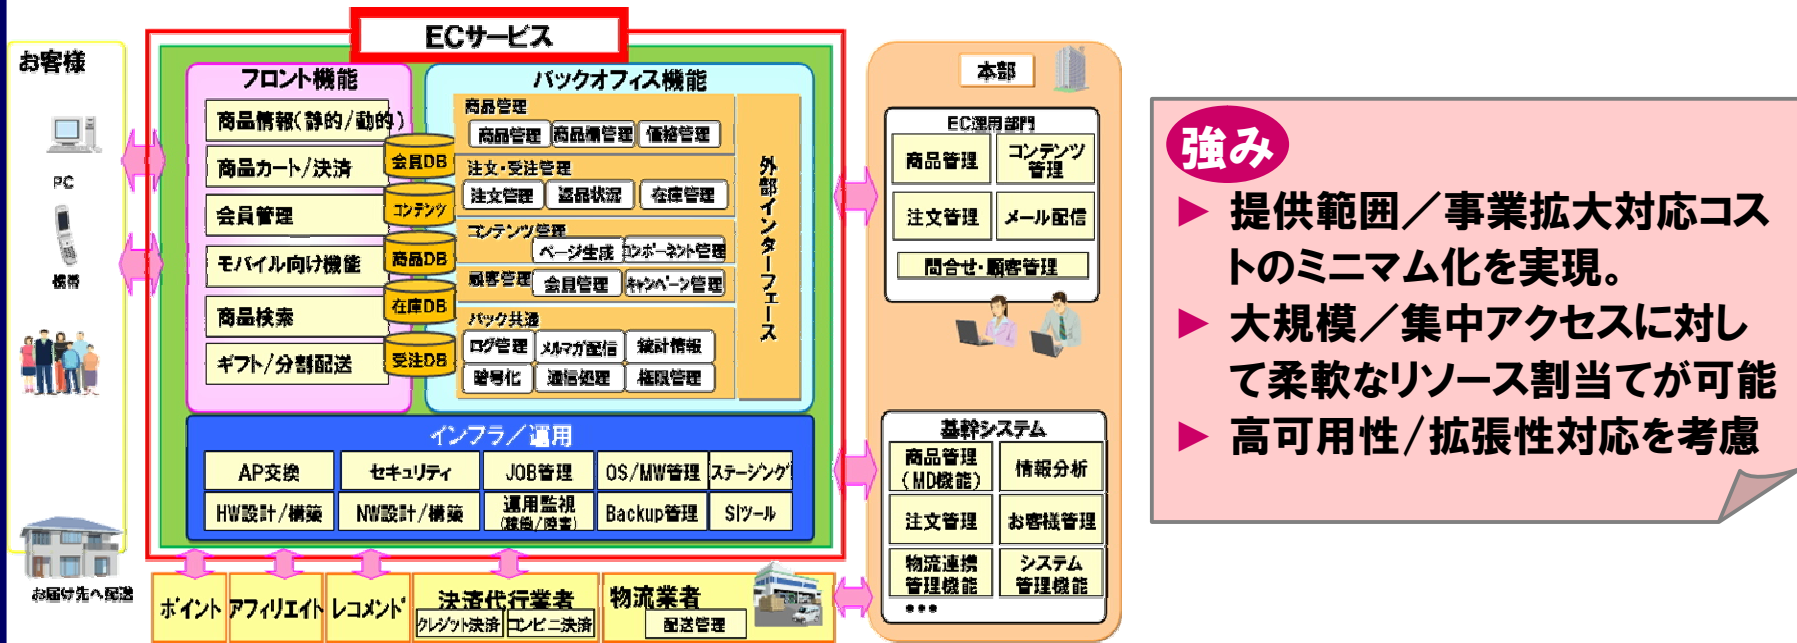 ECサービス
お客様
PC
携帯
お届け先へ配送
フロント機能
商品情報(静的/動的)
商品カート/決済
会員管理
モバイル向け機能
商品検索
ギフト/分割配送
会員DB
コンテンツ
商品DB
在庫DB
受注DB
バックオフィス機能
商品管理
商品管理
商品棚管理
価格管理
注文・受注管理
注文管理
返品状況
在庫管理
コンテンツ管理
ページ生成
コンポーネント管理
顧客管理
会員管理
キャンペーン管理
バック共通
ログ管理
メルマガ配信
統計情報
暗号化
通信処理
権限管理
外部インターフェース
インフラ／運用
AP交換
セキュリティ
JOB管理
OS/MW管理
ステージング
HW設計/構築
NW設計/構築
運用監視
(稼働/障害)
Backup管理
SIツール
ポイント
アフィリエイト
レコメンド
決済代行業者
クレジット決済
コンビニ決済
物流業者
配送管理
本部
EC運用部門
商品管理
コンテンツ
管理
注文管理
メール配信
問合せ・顧客管理
基幹システム
商品管理
(MD機能)
情報分析
注文管理
お客様管理
物流連携
管理機能
システム
管理機能
•••
強み
▶ 提供範囲／事業拡大対応コス
トのミニマム化を実現。
▶ 大規模／集中アクセスに対し
て柔軟なリソース割当てが可能
▶ 高可用性/拡張性対応を考慮